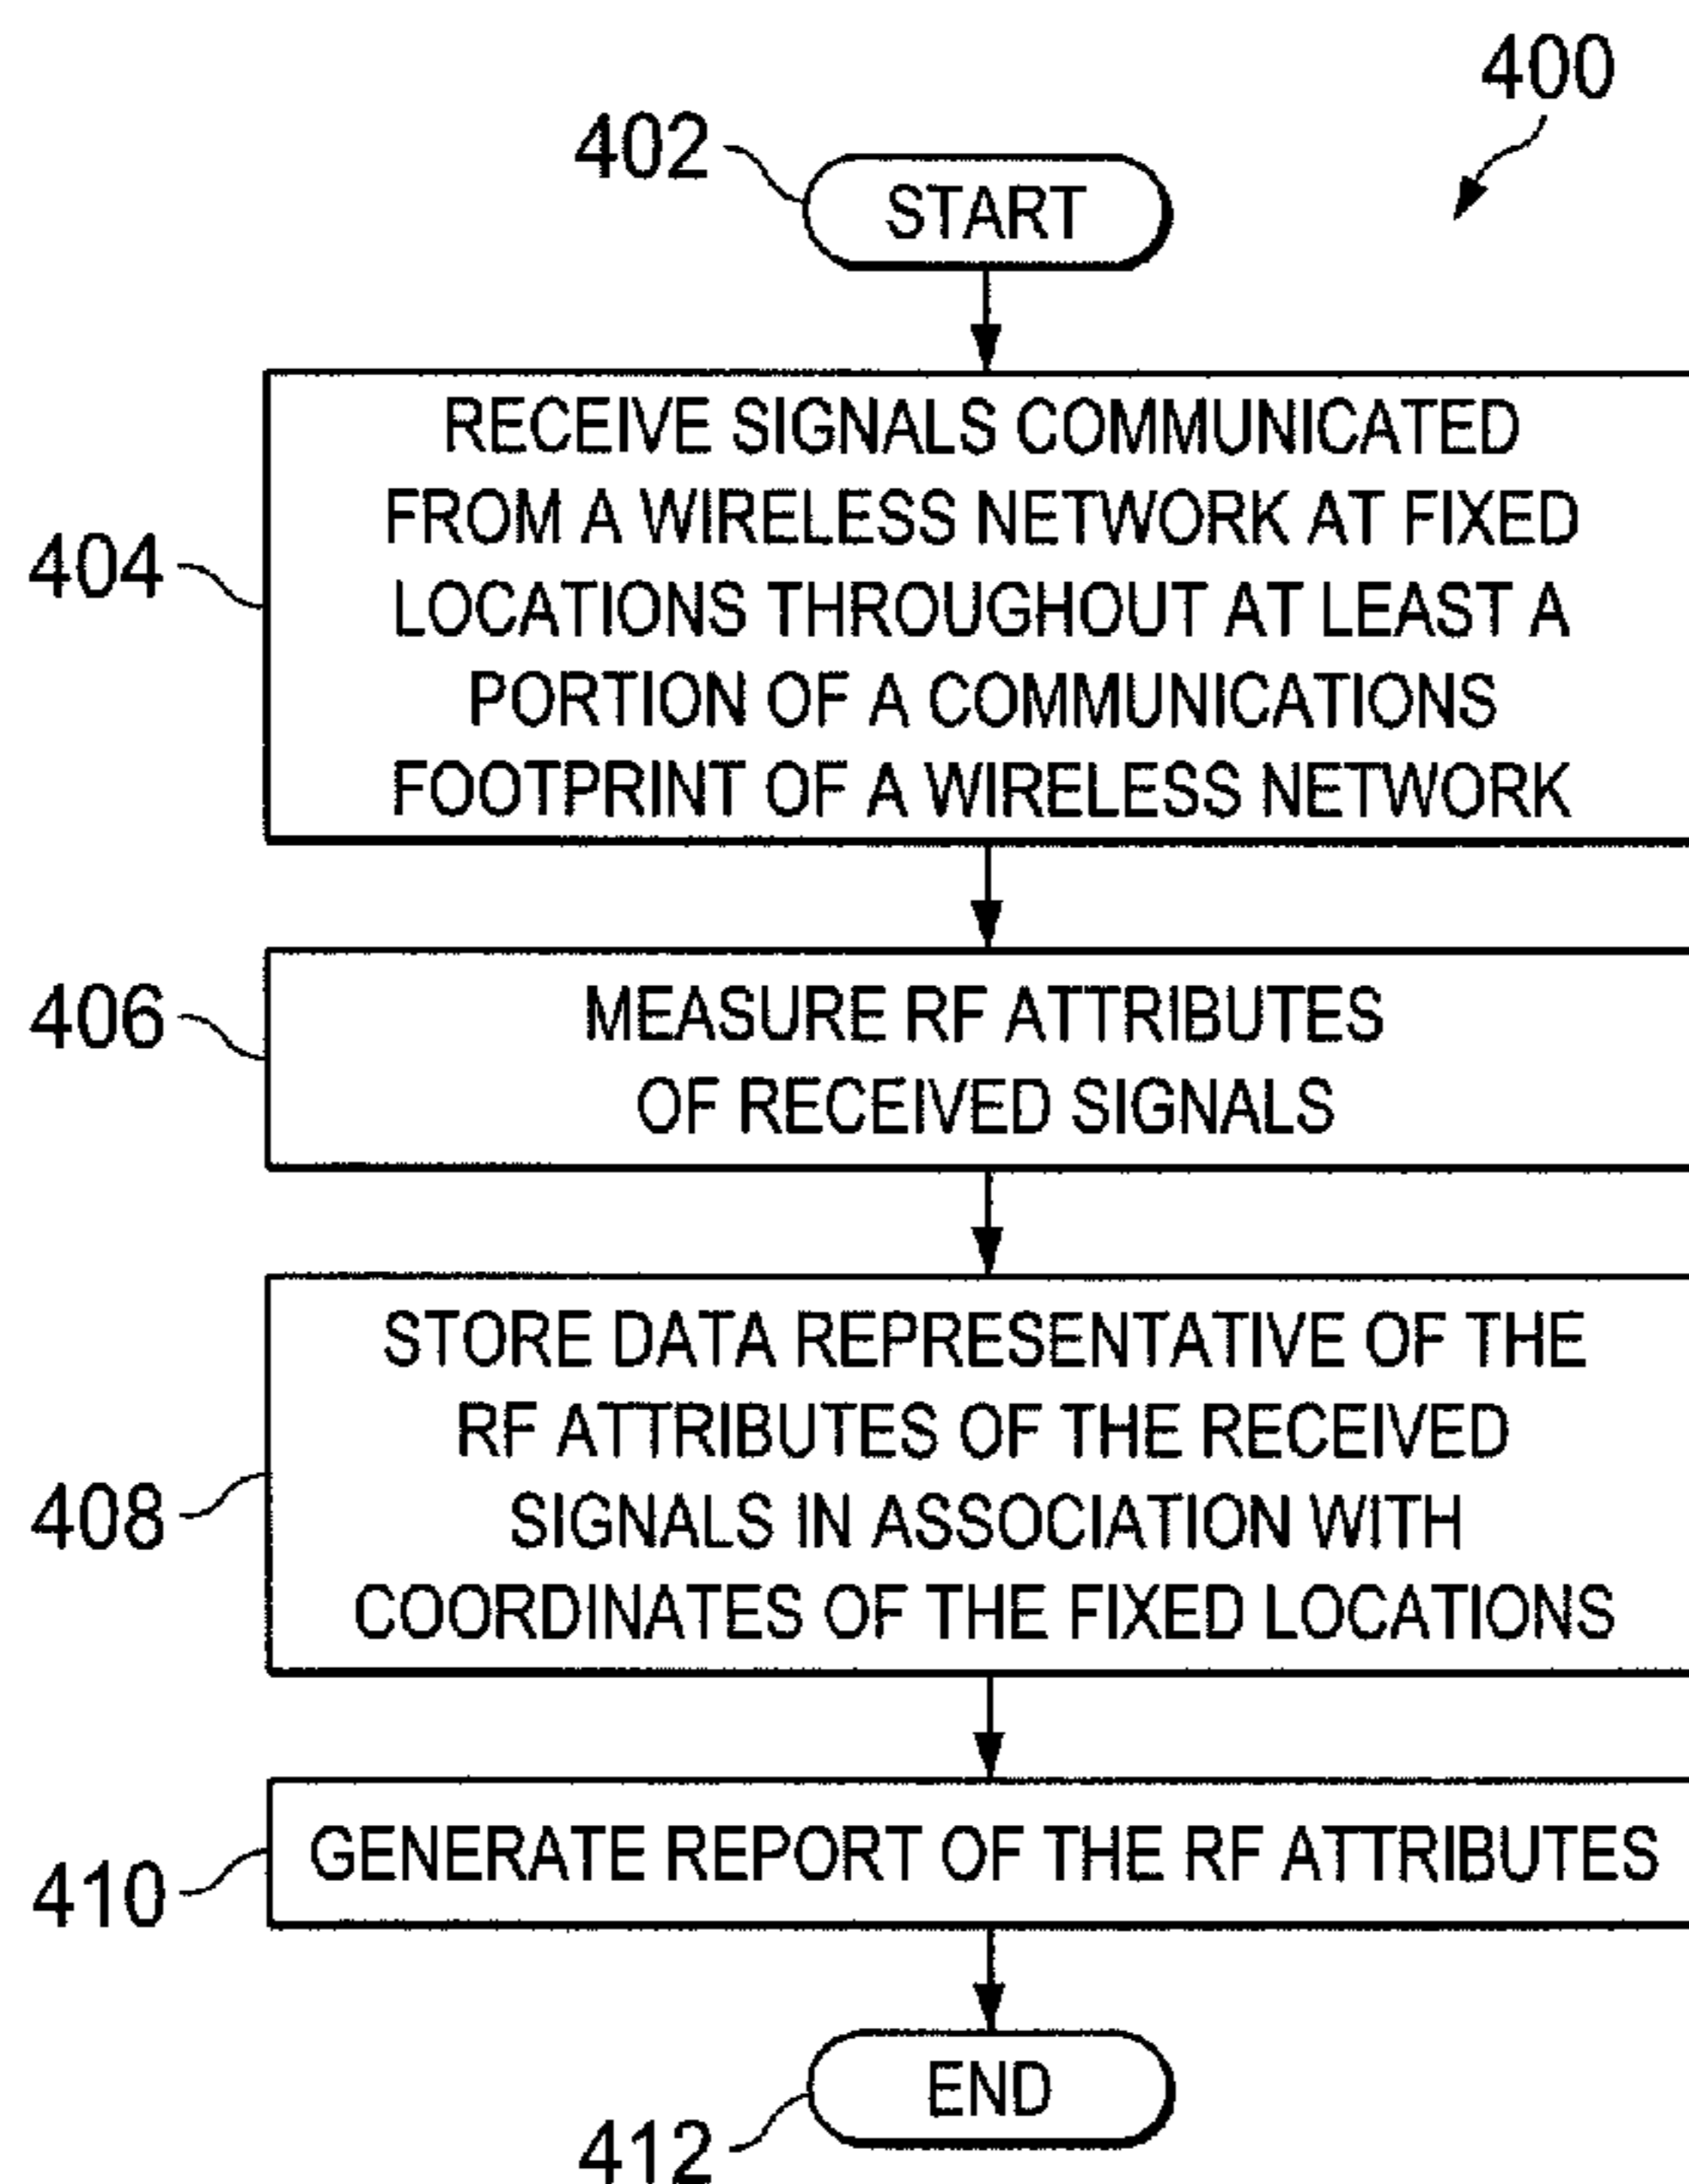 400
402
START
404
RECEIVE SIGNALS COMMUNICATED
FROM A WIRELESS NETWORK AT FIXED
LOCATIONS THROUGHOUT AT LEAST A
PORTION OF A COMMUNICATIONS
FOOTPRINT OF A WIRELESS NETWORK
406
MEASURE RF ATTRIBUTES
OF RECEIVED SIGNALS
408
STORE DATA REPRESENTATIVE OF THE
RF ATTRIBUTES OF THE RECEIVED
SIGNALS IN ASSOCIATION WITH
COORDINATES OF THE FIXED LOCATIONS
410
GENERATE REPORT OF THE RF ATTRIBUTES
END
412